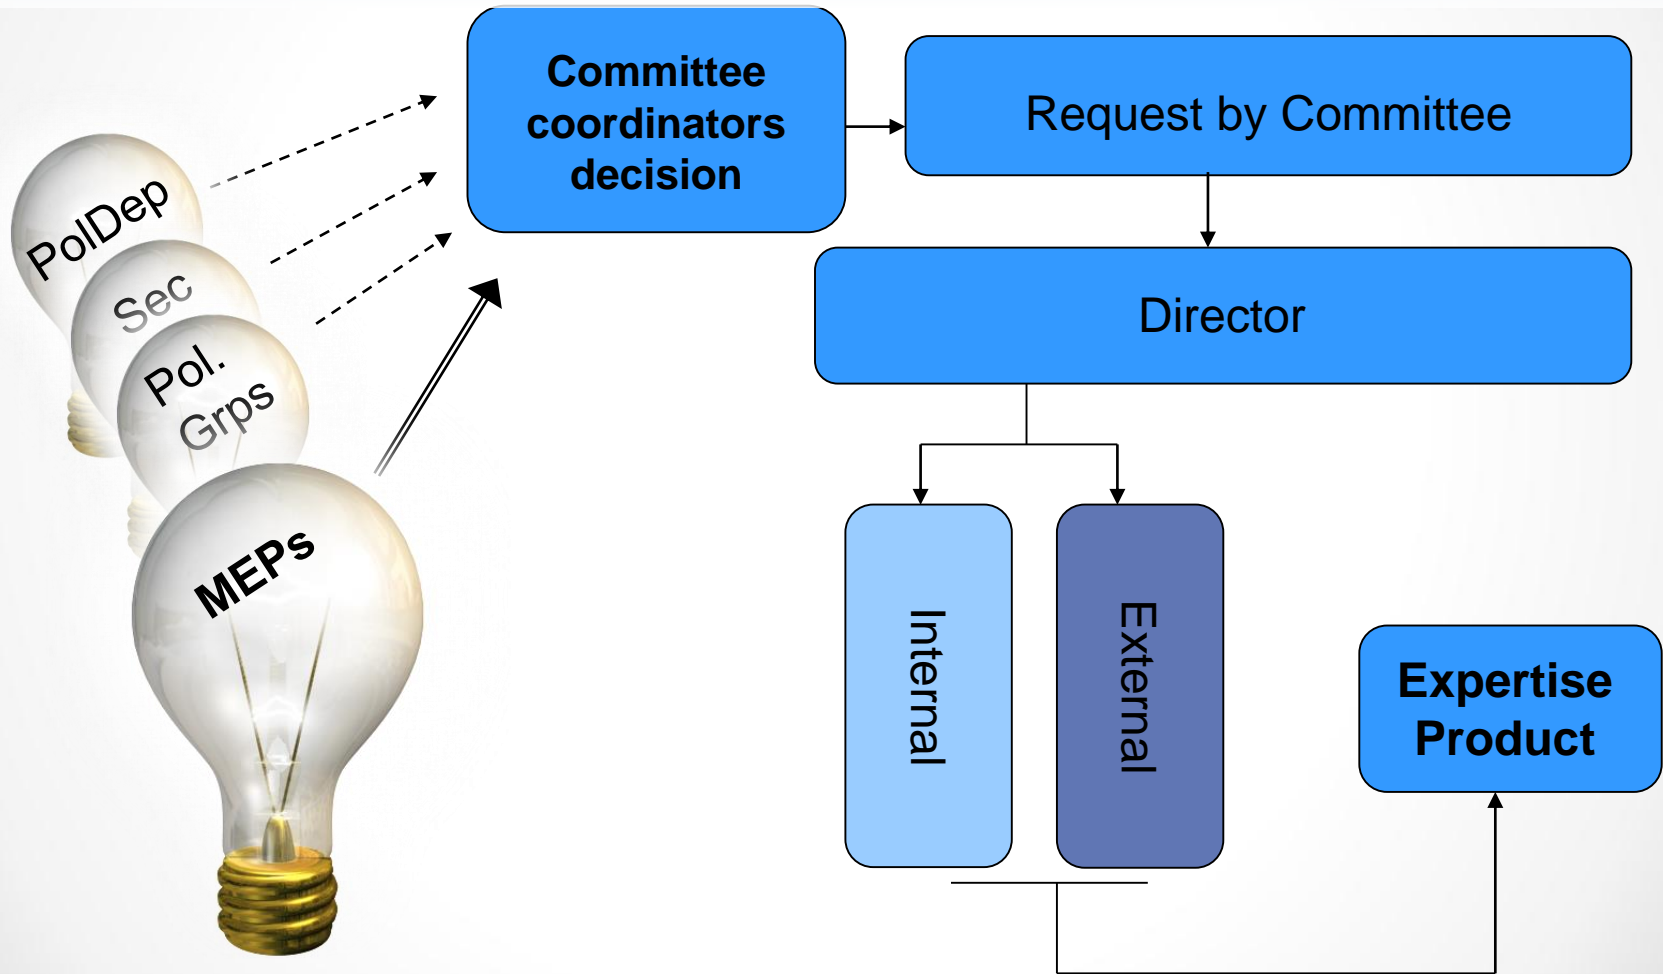 Committee
coordinators
decision
Request by Committee
PolDep
Sec
Pol.
Grps
MEPs
Director
Internal
External
Expertise
Product